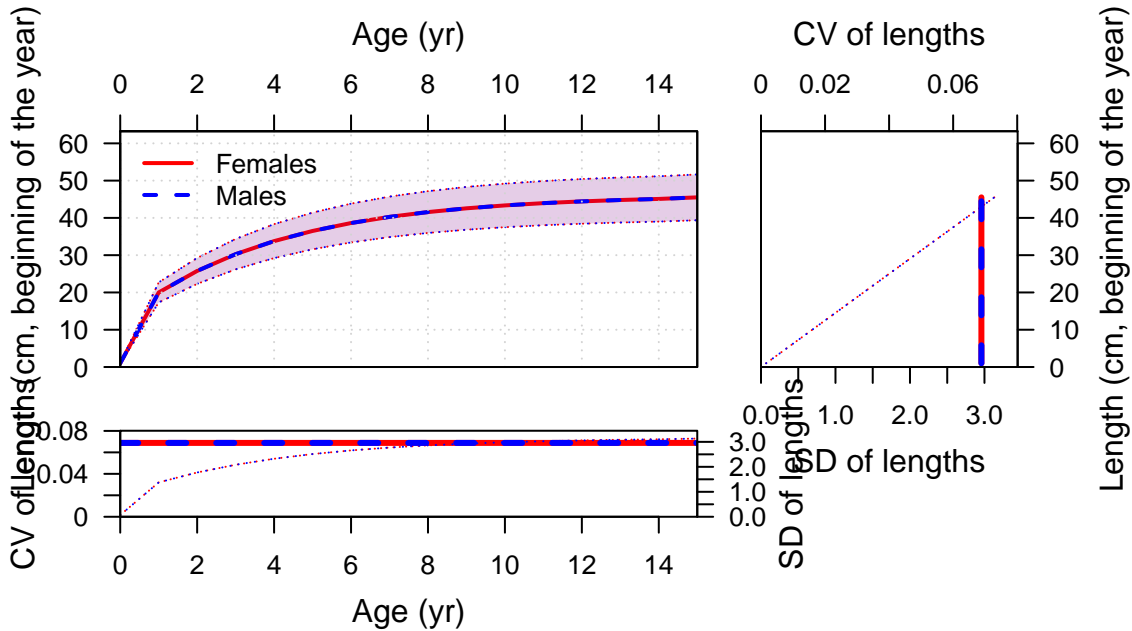 Age (yr)
CV of lengths
0 2 4 6 8 10 12 14
0 0.02 0.06
Length (cm, beginning of the year)
60
50
40
30
20
10
0
Females
Males
60
50
40
30
20
10
0
Length (cm, beginning of the year)
0.0 1.0 2.0 3.0
SD of lengths
CV of lengths
0.08
0.04
0
3.0
2.0
1.0
0.0
SD of lengths
0 2 4 6 8 10 12 14
Age (yr)